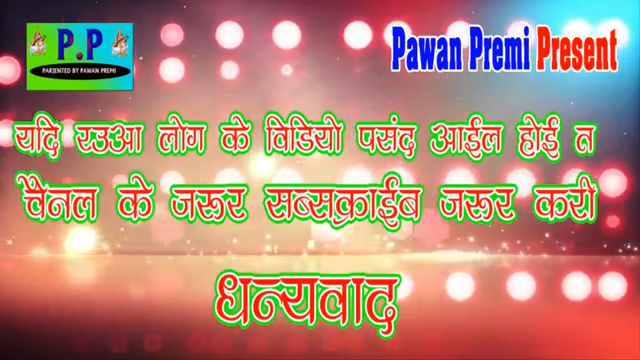 P.P
PARJENTED BY PAWAN PREMI
Pawan Premi Present
यदि रउआ लोग के विडियो पसंद आईल होई त
चैनल के जरूर सब्सक्राईब जरूर करी
धन्यवाद